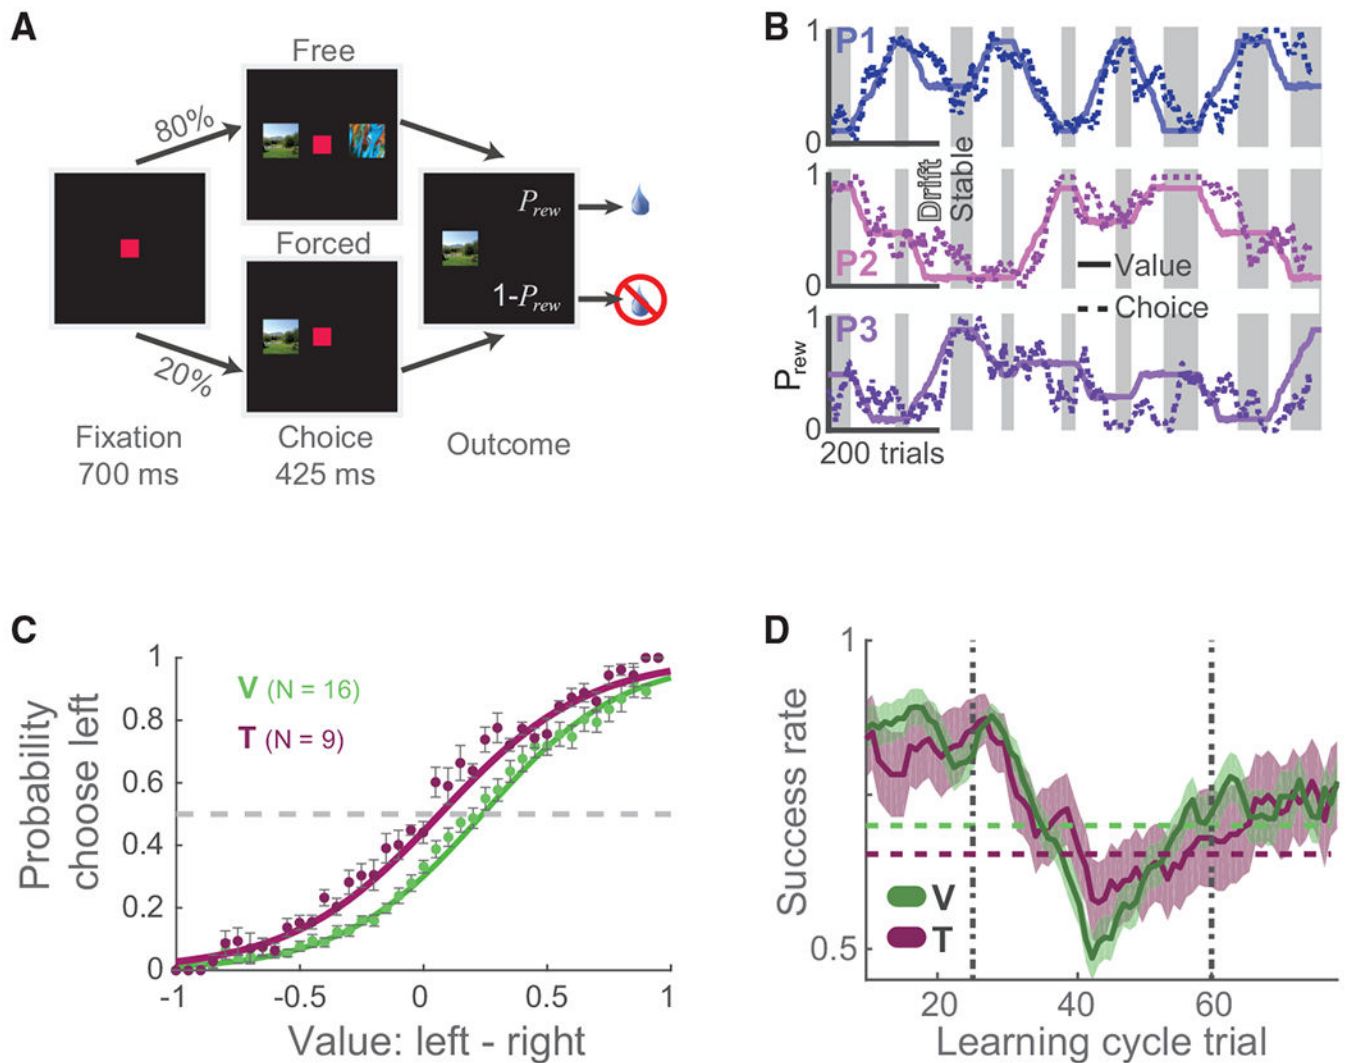 A
Free
80%
Forced
20%
Prew
1-Prew
Fixation
700 ms
Choice
425 ms
Outcome
B
1
P1
0
1
Drift
Stable
P2
0
Value
Choice
1
P3
Prew
0
200 trials
C
1
0.8
0.6
0.4
0.2
0
V (N = 16)
T (N = 9)
Probability
choose left
-1
-0.5
0
0.5
1
Value: left - right
D
1
0.5
Success rate
V
T
20
40
60
Learning cycle trial